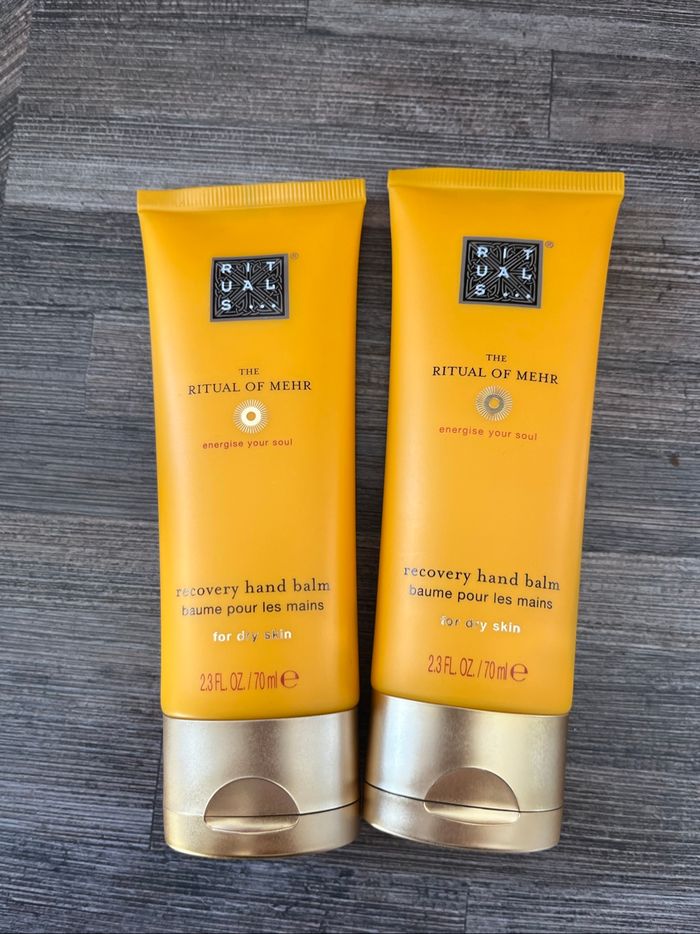 RIT
UAL
S...
®
THE
RITUAL OF MEHR
energise your soul
recovery hand balm
baume pour les mains
for dry skin
2.3 FL. OZ. / 70 ml e
RIT
UAL
S...
®
THE
RITUAL OF MEHR
energise your soul
recovery hand balm
baume pour les mains
for dry skin
2.3 FL. OZ. / 70 ml e